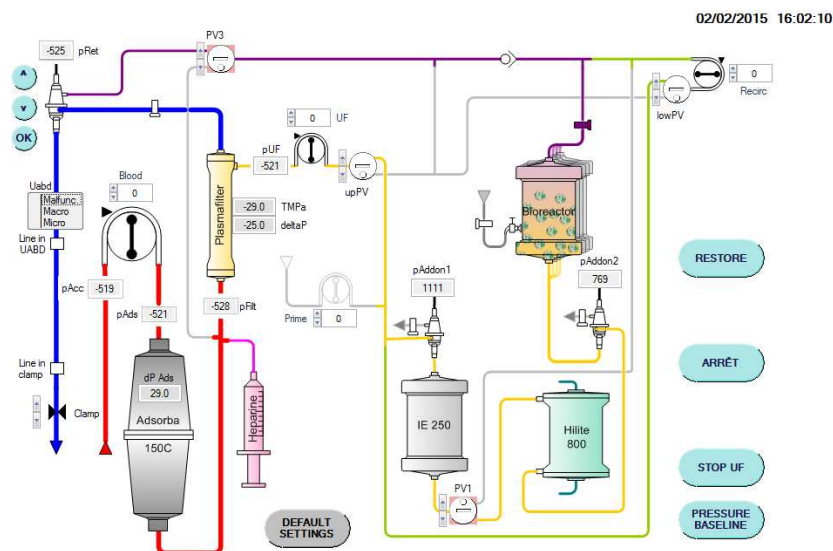 02/02/2015 16:02:10
PV3
-525 pRet
^
v
OK
0 Recirc
lowPV
0 UF
pUF
-521
upPV
Blood
0
Uabd
Malfunc.
Macro
Micro
Line in
UABD
Plasmafilter
-29.0 TMPa
-25.0 deltaP
Bioreactor
RESTORE
pAcc -519
pAds -521
-528 pFilt
Prime 0
pAddon1
1111
pAddon2
769
Line in
clamp
Clamp
dP Ads
29.0
Adsorba
150C
Heparine
IE 250
Hilite
800
ARRÊT
STOP UF
PV1
DEFAULT
SETTINGS
PRESSURE
BASELINE